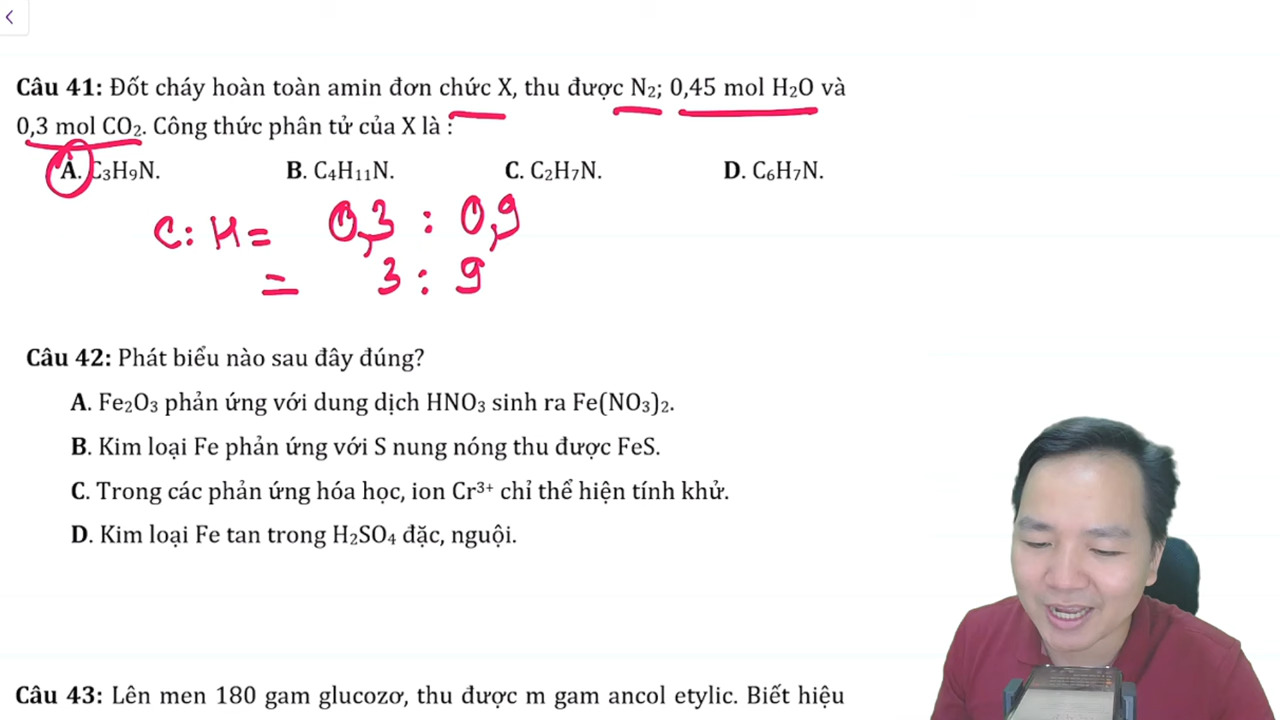 Câu 41: Đốt cháy hoàn toàn amin đơn chức X, thu được N₂; 0,45 mol H₂O và
0,3 mol CO₂. Công thức phân tử của X là :
A. C₃H₉N. B. C₄H₁₁N. C. C₂H₇N. D. C₆H₇N.
C : H = 0,3 : 0,9
= 3 : 9
Câu 42: Phát biểu nào sau đây đúng?
A. Fe₂O₃ phản ứng với dung dịch HNO₃ sinh ra Fe(NO₃)₂.
B. Kim loại Fe phản ứng với S nung nóng thu được FeS.
C. Trong các phản ứng hóa học, ion Cr³⁺ chỉ thể hiện tính khử.
D. Kim loại Fe tan trong H₂SO₄ đặc, nguội.
Câu 43: Lên men 180 gam glucozơ, thu được m gam ancol etylic. Biết hiệu